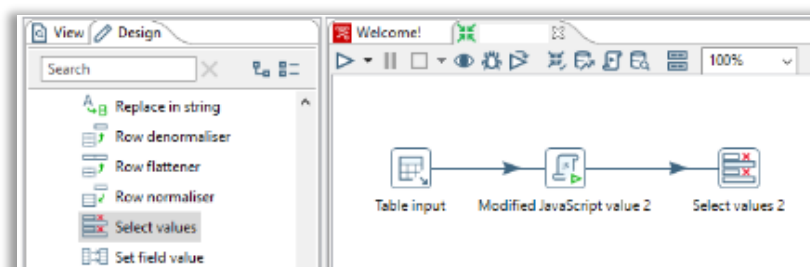 View Design
Search
Replace in string
Row denormaliser
Row flattener
Row normaliser
Select values
Set field value
Welcome!
100%
Table input
Modified JavaScript value 2
Select values 2